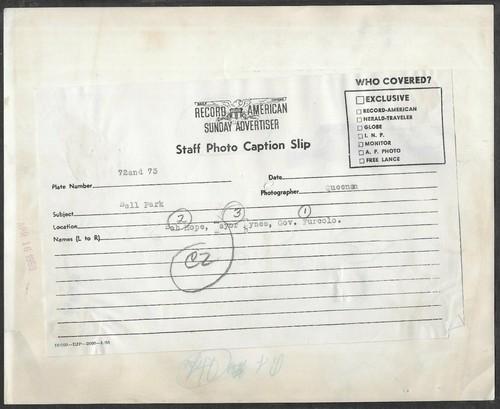 DAILY
RECORD AMERICAN
SUNDAY ADVERTISER
Staff Photo Caption Slip
WHO COVERED?
EXCLUSIVE
RECORD-AMERICAN
HERALD-TRAVELER
GLOBE
I. N. P.
MONITOR
A. P. PHOTO
FREE LANCE
Plate Number 72and 73
Date
Photographer Queenan
Subject Ball Park
2 3 1
Location Bob Hope, Mayor Hynes, Gov. Furcolo.
Names (L to R)
C2